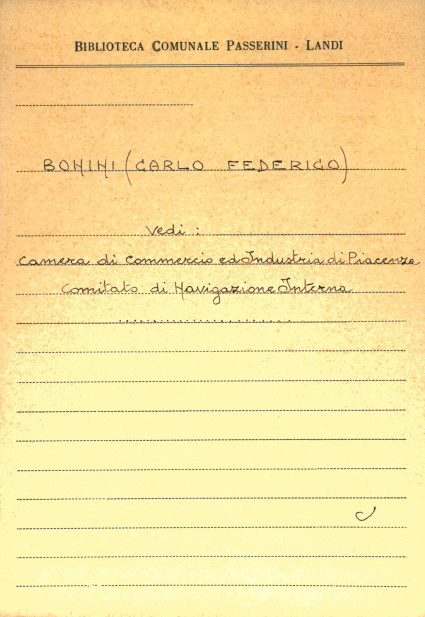 BIBLIOTECA COMUNALE PASSERINI - LANDI
BONINI (CARLO FEDERICO)
Vedi :
Camera di Commercio ed Industria di Piacenza
Comitato di Navigazione Interna
......................